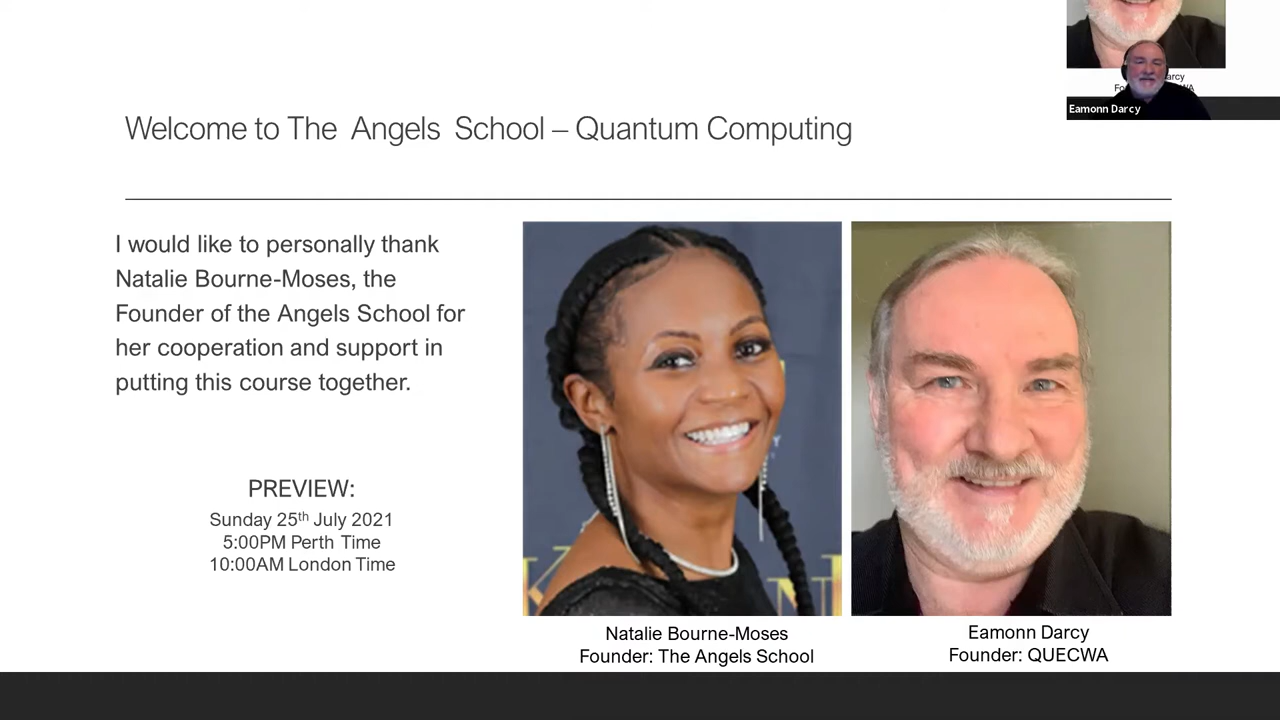 Welcome to The Angels School – Quantum Computing
I would like to personally thank
Natalie Bourne-Moses, the
Founder of the Angels School for
her cooperation and support in
putting this course together.
PREVIEW:
Sunday 25th July 2021
5:00PM Perth Time
10:00AM London Time
Natalie Bourne-Moses
Founder: The Angels School
Eamonn Darcy
Founder: QUECWA
Eamonn Darcy